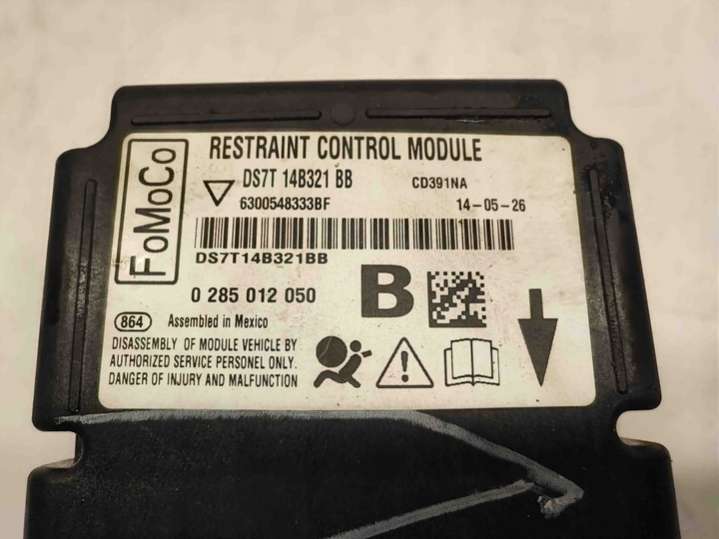 FoMoCo
RESTRAINT CONTROL MODULE
DS7T 14B321 BB CD391NA
6300548333BF 14-05-26
DS7T14B321BB
0 285 012 050 B
864 Assembled in Mexico
DISASSEMBLY OF MODULE VEHICLE BY
AUTHORIZED SERVICE PERSONEL ONLY.
DANGER OF INJURY AND MALFUNCTION